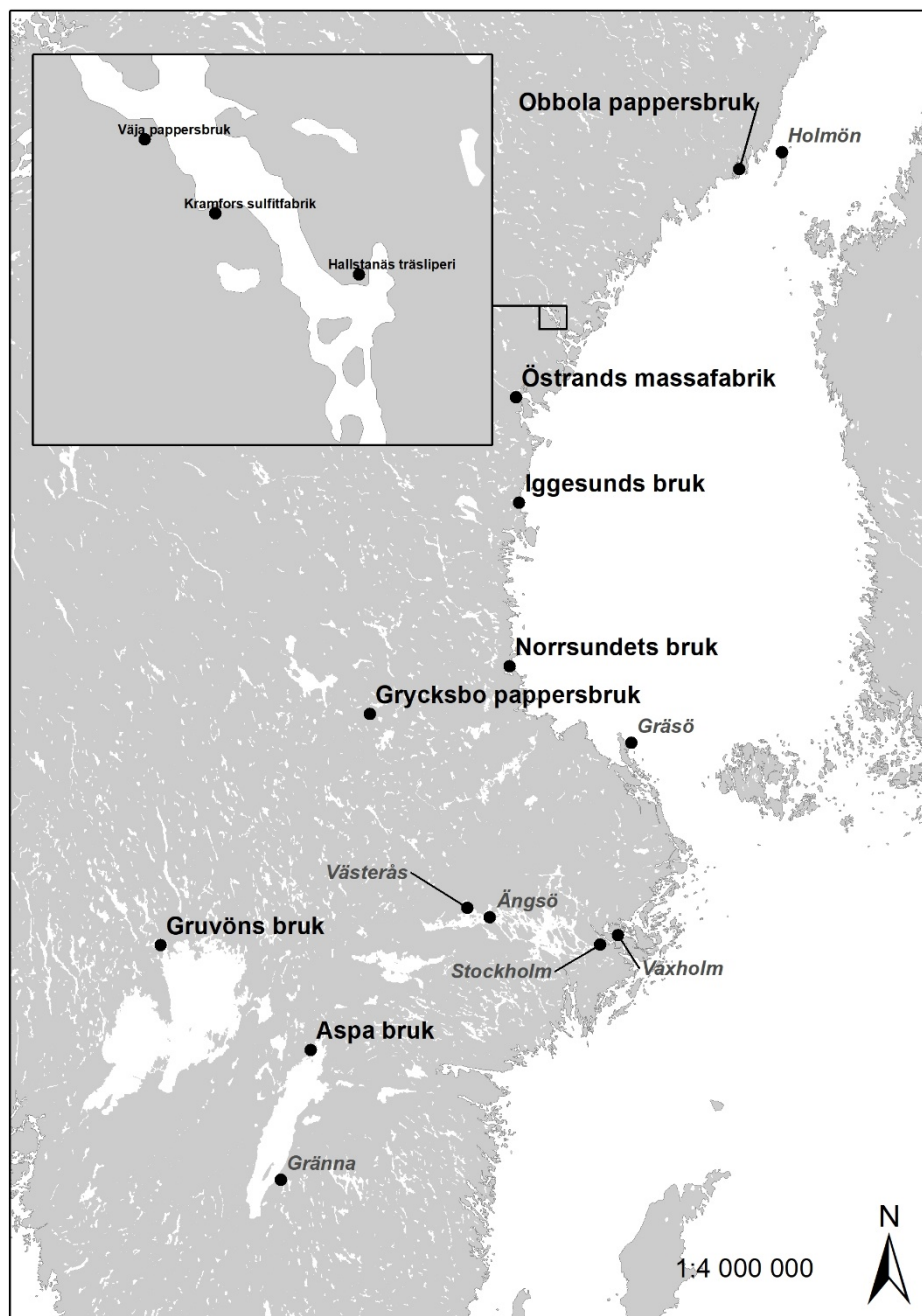 Obbola pappersbruk
Holmön
Väja pappersbruk
Kramfors sulfitfabrik
Hallstanäs träsliperi
Östrands massafabrik
Iggesunds bruk
Norrsundets bruk
Grycksbo pappersbruk
Gräsö
Västerås
Ängsö
Gruvöns bruk
Stockholm
Vaxholm
Aspa bruk
Gränna
N
1:4 000 000